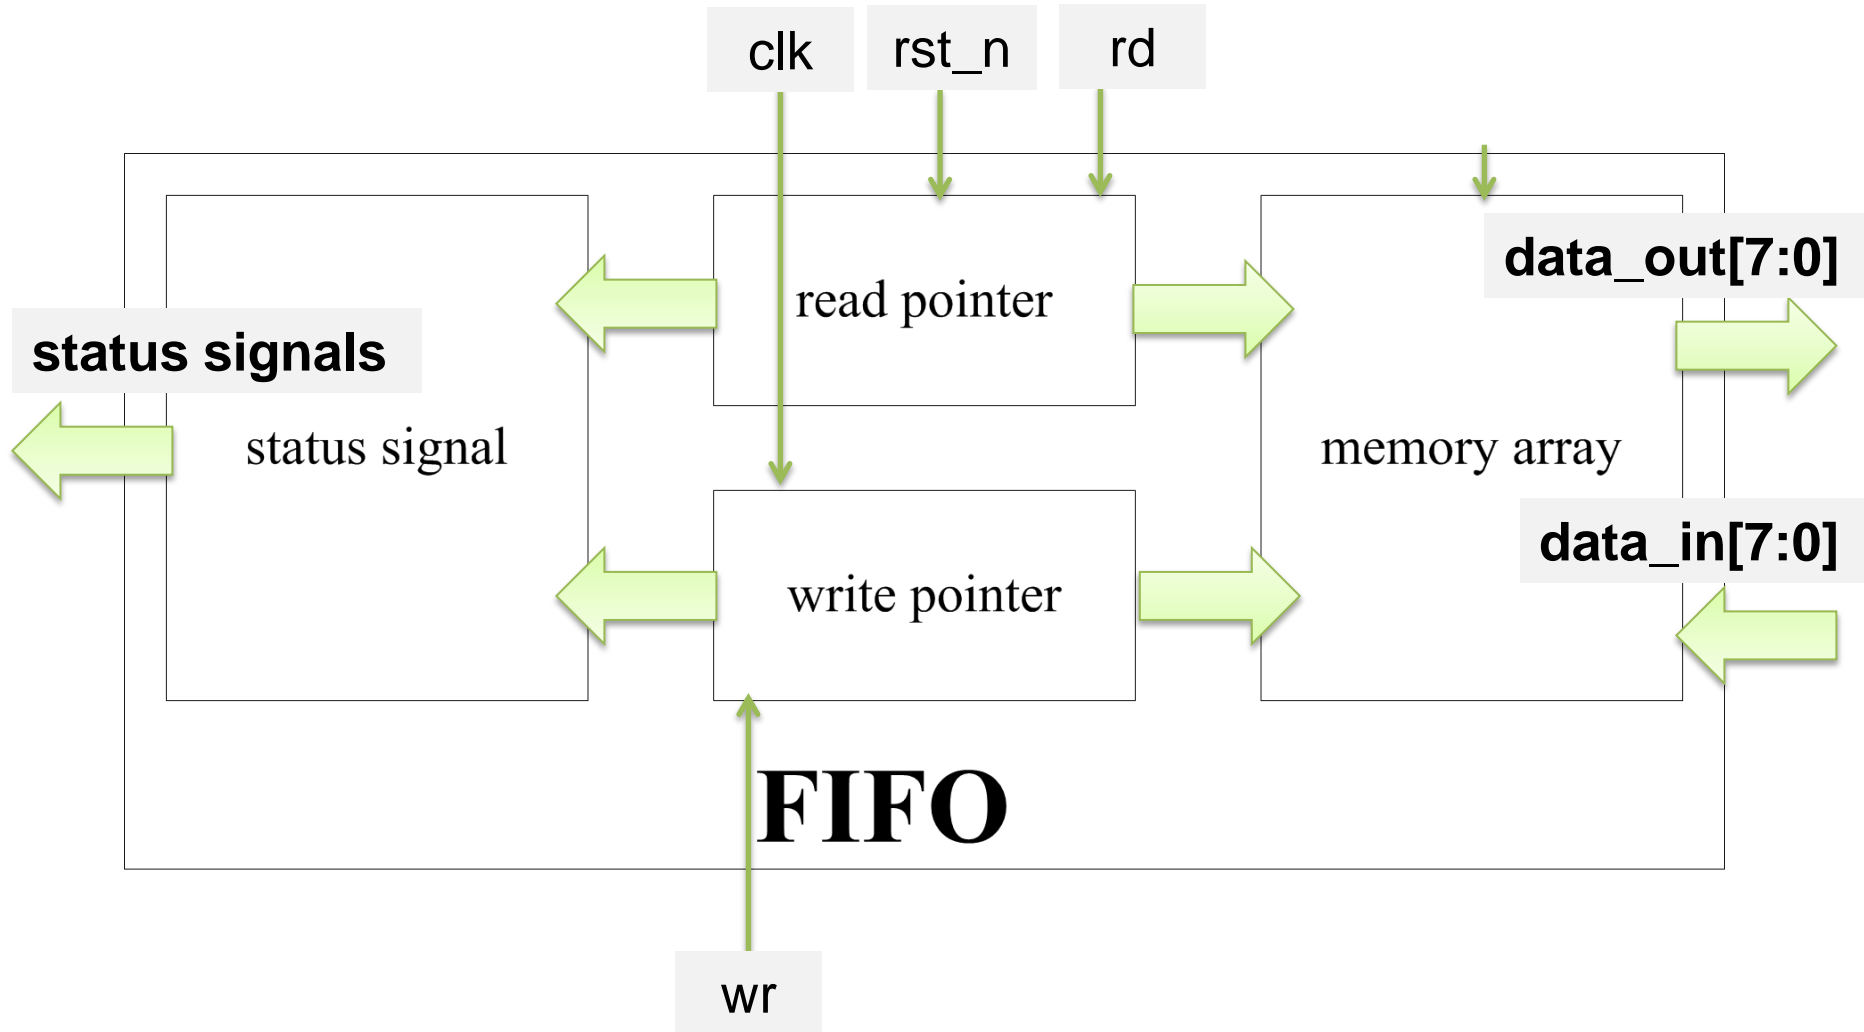 clk
rst_n
rd
data_out[7:0]
read pointer
status signals
status signal
memory array
data_in[7:0]
write pointer
FIFO
wr